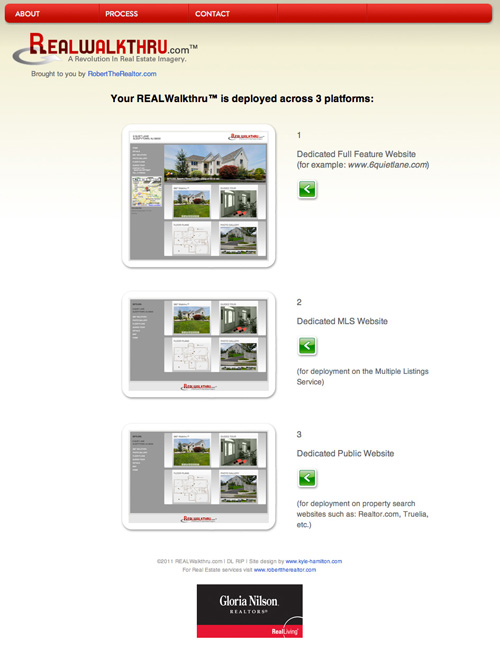 ABOUT PROCESS CONTACT
REALWALKTHRU.com™
A Revolution In Real Estate Imagery.
Brought to you by RobertTheRealtor.com
Your REALWalkthru™ is deployed across 3 platforms:
1
Dedicated Full Feature Website
(for example: www.6quietlane.com)
2
Dedicated MLS Website
(for deployment on the Multiple Listings
Service)
3
Dedicated Public Website
(for deployment on property search
websites such as: Realtor.com, Truelia,
etc.)
©2011 REALWalkthru.com | DL RIP | Site design by www.kyle-hamilton.com
For Real Estate services visit www.roberttherealtor.com
Gloria Nilson
REALTORS®
RealLiving